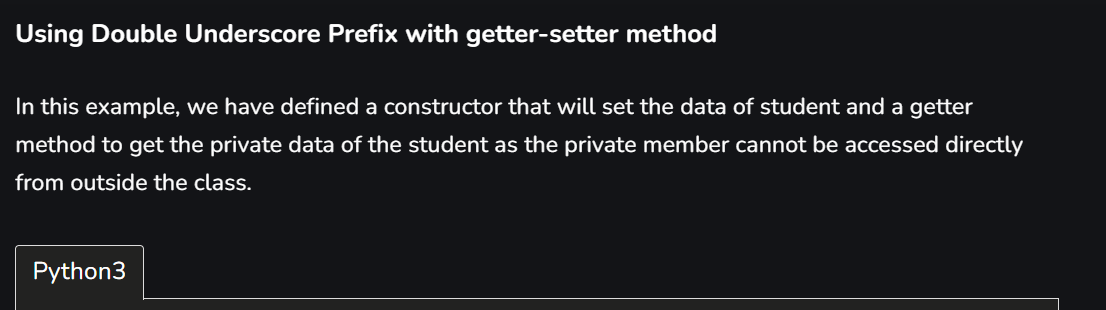 Using Double Underscore Prefix with getter-setter method
In this example, we have defined a constructor that will set the data of student and a getter
method to get the private data of the student as the private member cannot be accessed directly
from outside the class.
Python3